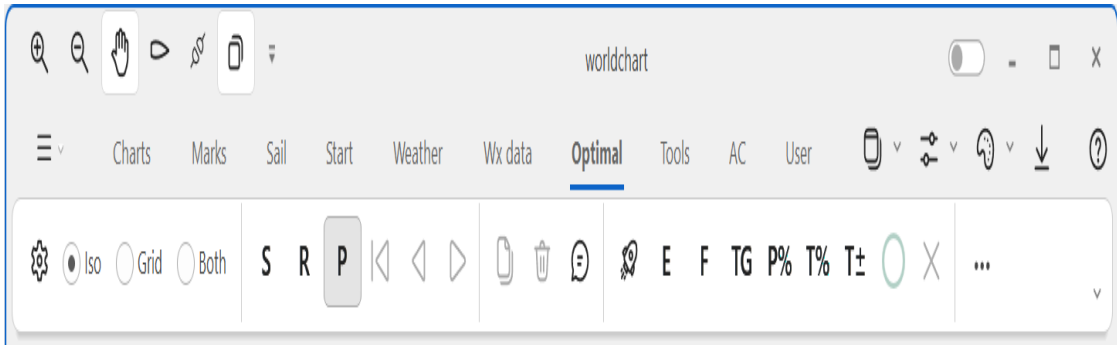 worldchart
Charts Marks Sail Start Weather Wx data Optimal Tools AC User
Iso Grid Both S R P E F TG P% T% T±